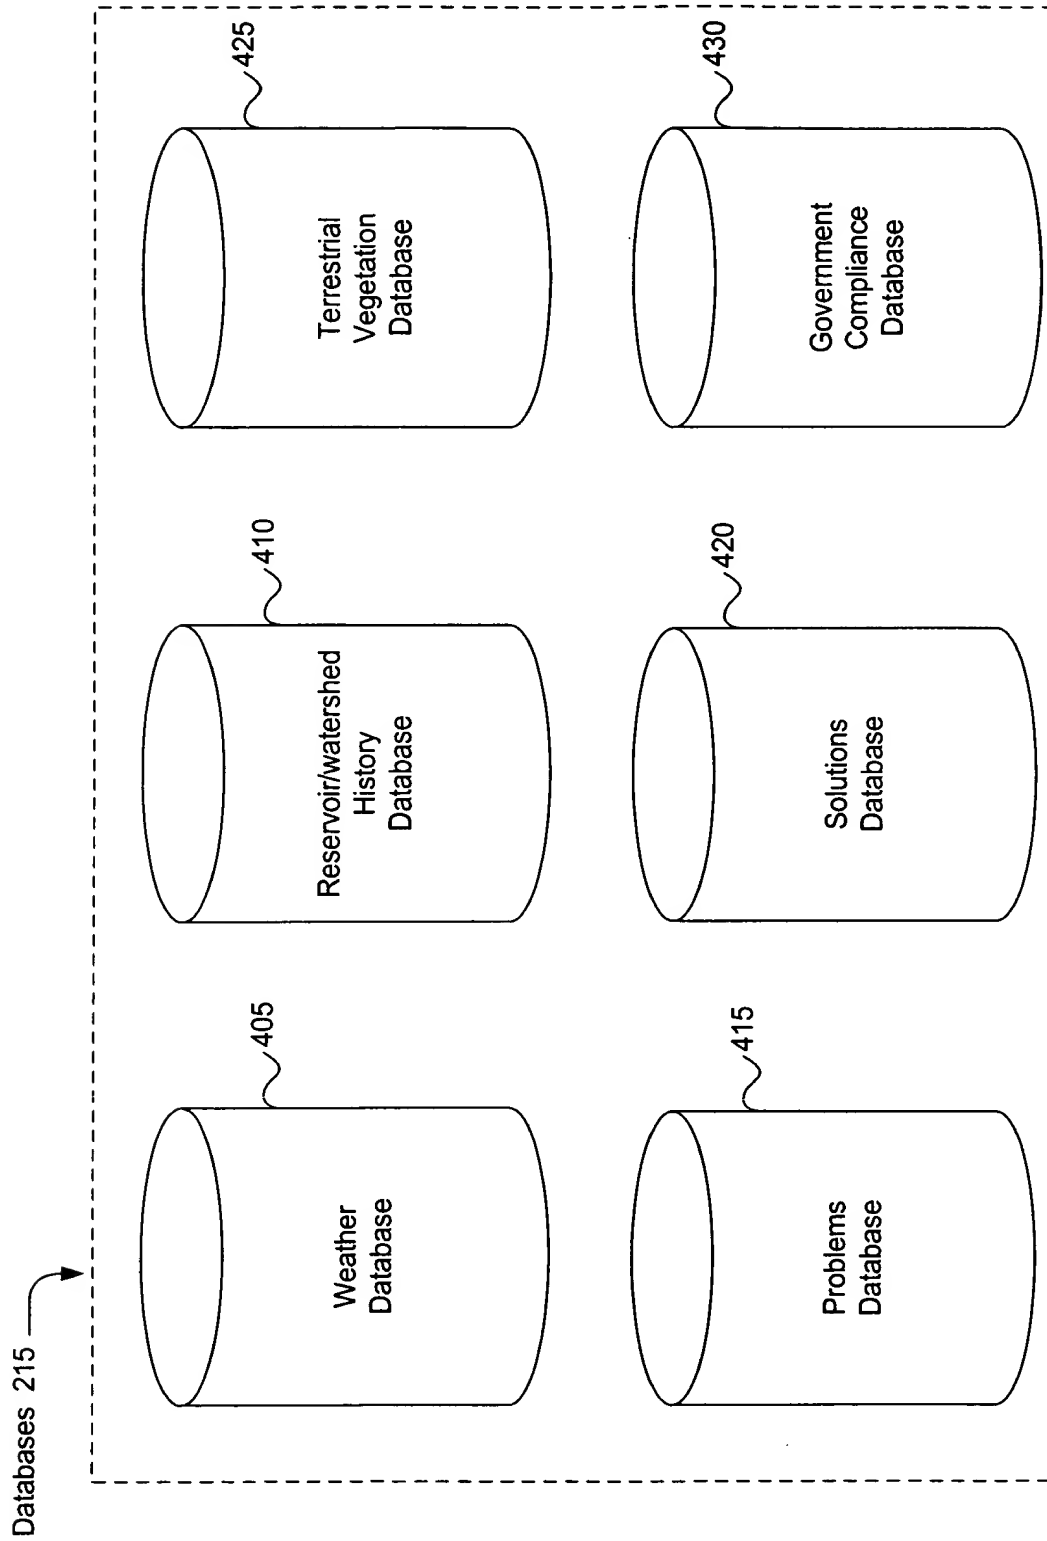 Databases 215
405
Weather
Database
410
Reservoir/watershed
History
Database
425
Terrestrial
Vegetation
Database
415
Problems
Database
420
Solutions
Database
430
Government
Compliance
Database